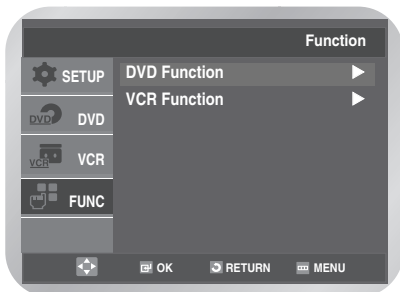 Function
SETUP
DVD Function
VCR Function
DVD DVD
VCR VCR
FUNC
OK RETURN MENU